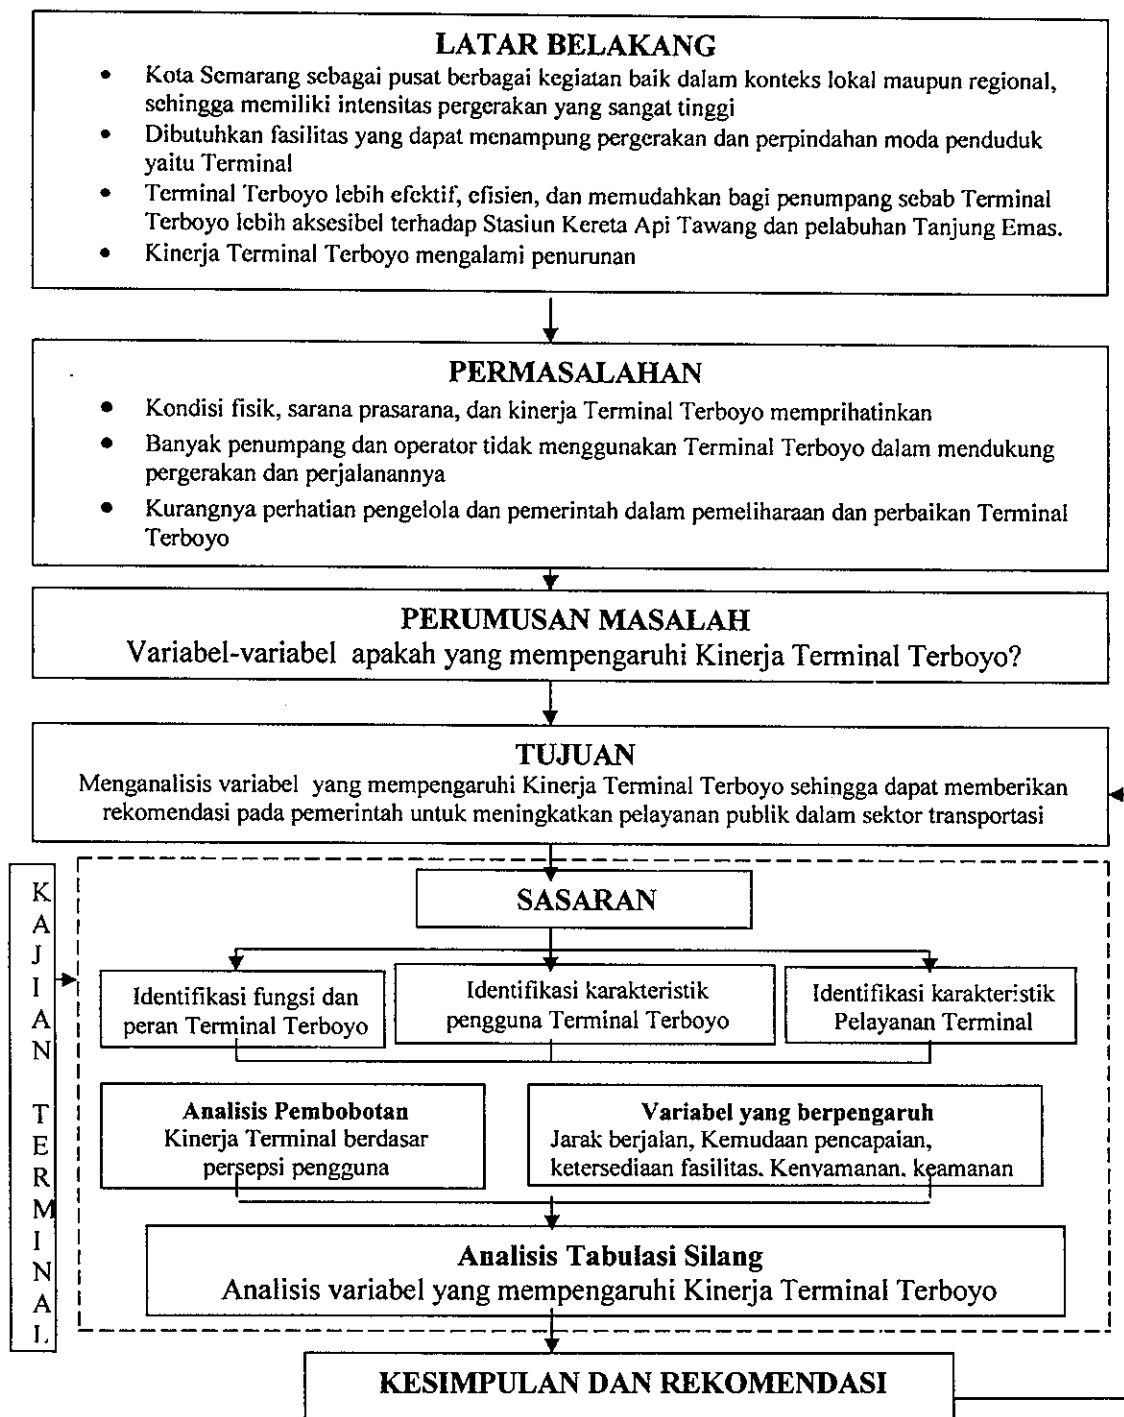 LATAR BELAKANG
• Kota Semarang sebagai pusat berbagai kegiatan baik dalam konteks lokal maupun regional,
sehingga memiliki intensitas pergerakan yang sangat tinggi
• Dibutuhkan fasilitas yang dapat menampung pergerakan dan perpindahan moda penduduk
yaitu Terminal
• Terminal Terboyo lebih efektif, efisien, dan memudahkan bagi penumpang sebab Terminal
Terboyo lebih aksesibel terhadap Stasiun Kereta Api Tawang dan pelabuhan Tanjung Emas.
• Kinerja Terminal Terboyo mengalami penurunan
PERMASALAHAN
• Kondisi fisik, sarana prasarana, dan kinerja Terminal Terboyo memprihatinkan
• Banyak penumpang dan operator tidak menggunakan Terminal Terboyo dalam mendukung
pergerakan dan perjalanannya
• Kurangnya perhatian pengelola dan pemerintah dalam pemeliharaan dan perbaikan Terminal
Terboyo
PERUMUSAN MASALAH
Variabel-variabel apakah yang mempengaruhi Kinerja Terminal Terboyo?
TUJUAN
Menganalisis variabel yang mempengaruhi Kinerja Terminal Terboyo sehingga dapat memberikan
rekomendasi pada pemerintah untuk meningkatkan pelayanan publik dalam sektor transportasi
KAJIAN TERMINAL
SASARAN
Identifikasi fungsi dan
peran Terminal Terboyo
Identifikasi karakteristik
pengguna Terminal Terboyo
Identifikasi karakteristik
Pelayanan Terminal
Analisis Pembobotan
Kinerja Terminal berdasar
persepsi pengguna
Variabel yang berpengaruh
Jarak berjalan, Kemudaan pencapaian,
ketersediaan fasilitas. Kenyamanan. keamanan
Analisis Tabulasi Silang
Analisis variabel yang mempengaruhi Kinerja Terminal Terboyo
KESIMPULAN DAN REKOMENDASI